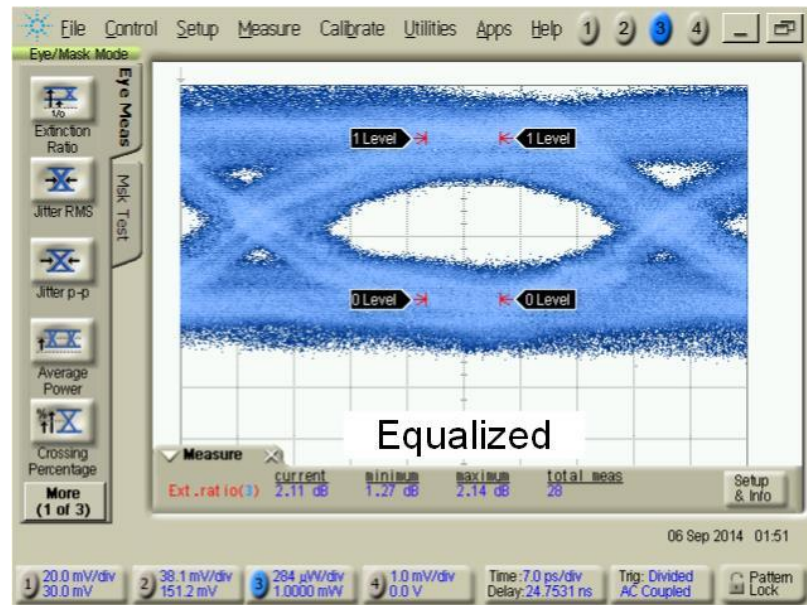 File Control Setup Measure Calibrate Utilities Apps Help 1 2 3 4
Eye/Mask Mode
Eye Meas
Msk Test
Extinction
Ratio
Jitter RMS
Jitter p-p
Average
Power
Crossing
Percentage
More
(1 of 3)
1 Level 1 Level
0 Level 0 Level
Equalized
Measure
current minimum maximum total meas
Ext.ratio(3) 2.11 dB 1.27 dB 2.14 dB 28
Setup
& Info
06 Sep 2014 01:51
1 20.0 mV/div
30.0 mV
2 38.1 mV/div
151.2 mV
3 284 µW/div
1.0000 mW
4 1.0 mV/div
0.0 V
Time:7.0 ps/div
Delay:24.7531 ns
Trig: Divided
AC Coupled
Pattern
Lock